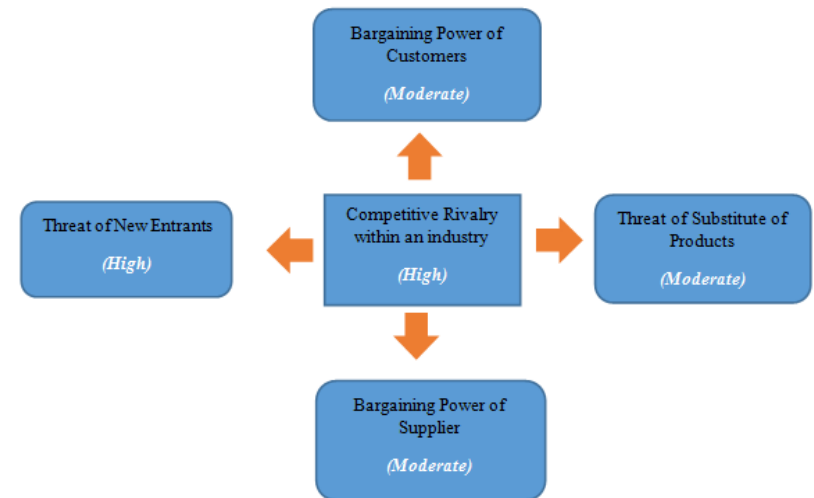 Bargaining Power of
Customers
(Moderate)
Threat of New Entrants
(High)
Competitive Rivalry
within an industry
(High)
Threat of Substitute of
Products
(Moderate)
Bargaining Power of
Supplier
(Moderate)